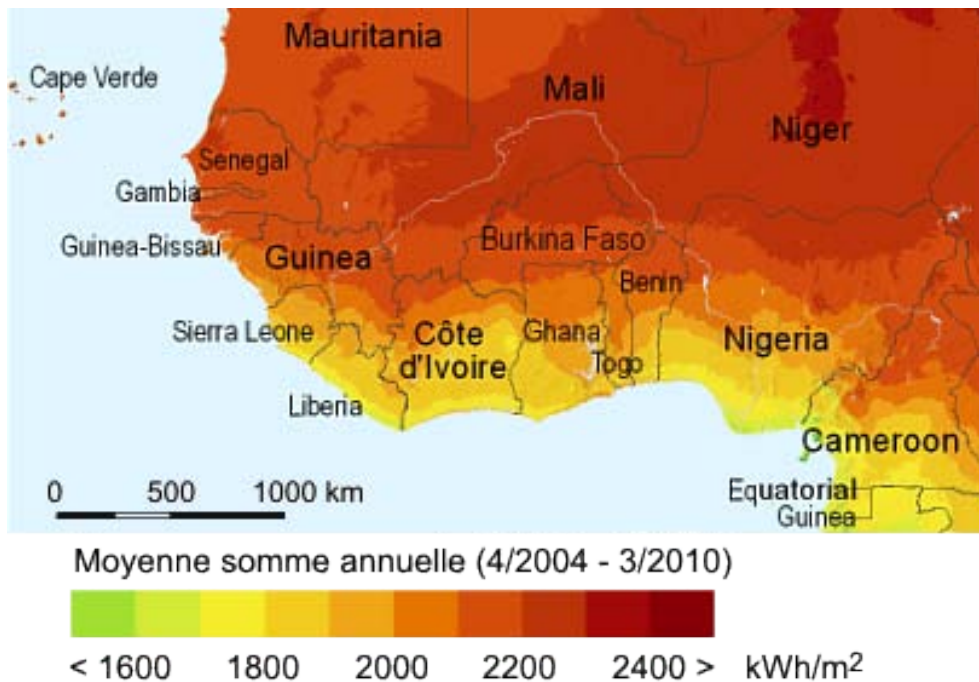 Mauritania
Cape Verde
Mali
Niger
Senegal
Gambia
Guinea-Bissau
Guinea
Burkina Faso
Benin
Sierra Leone
Côte
d'Ivoire
Ghana
Togo
Nigeria
Liberia
Cameroon
0 500 1000 km
Equatorial
Guinea
Moyenne somme annuelle (4/2004 - 3/2010)
< 1600 1800 2000 2200 2400 > kWh/m²